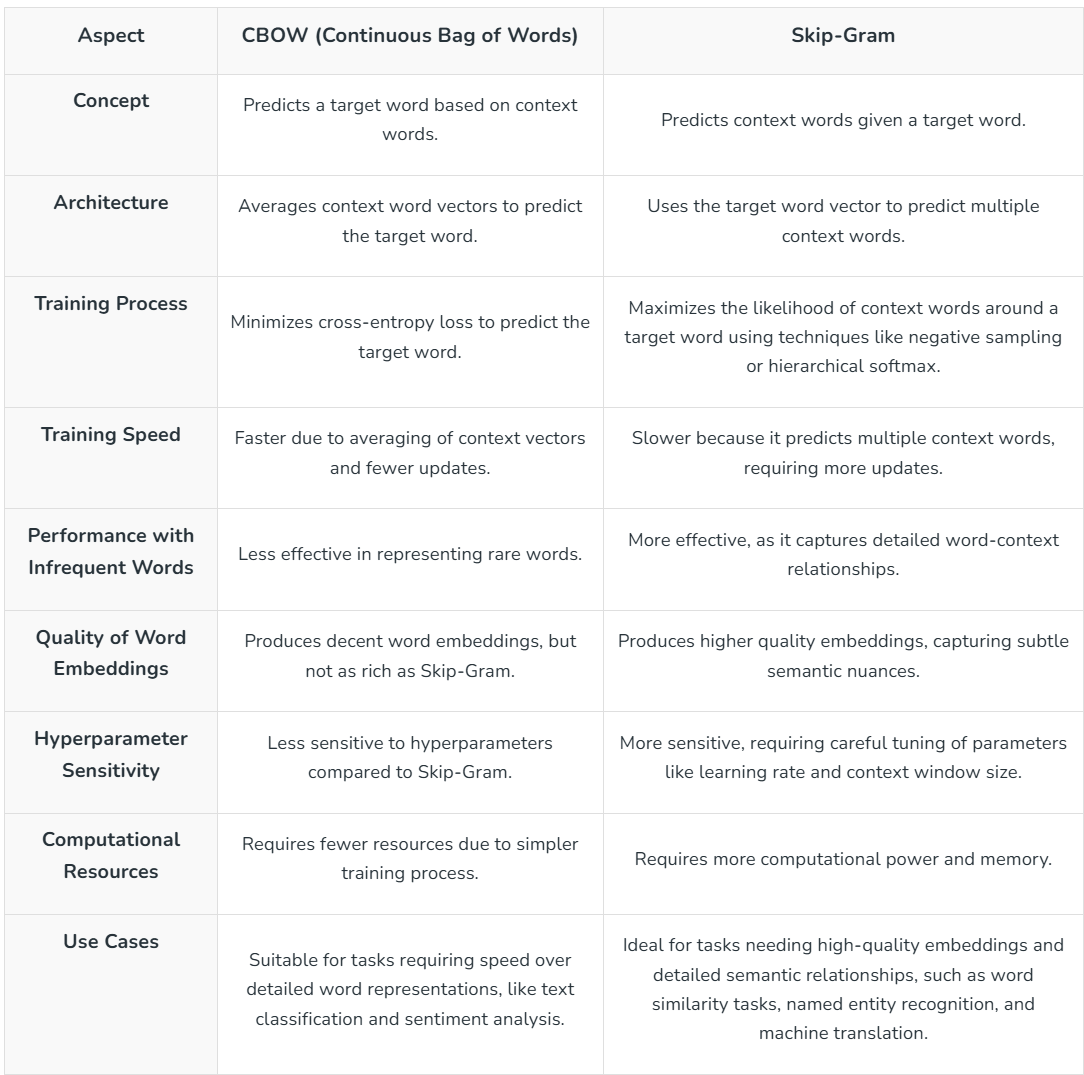 Aspect
CBOW (Continuous Bag of Words)
Skip-Gram
Concept
Predicts a target word based on context
words.
Predicts context words given a target word.
Architecture
Averages context word vectors to predict
the target word.
Uses the target word vector to predict multiple
context words.
Training Process
Minimizes cross-entropy loss to predict the
target word.
Maximizes the likelihood of context words around a
target word using techniques like negative sampling
or hierarchical softmax.
Training Speed
Faster due to averaging of context vectors
and fewer updates.
Slower because it predicts multiple context words,
requiring more updates.
Performance with
Infrequent Words
Less effective in representing rare words.
More effective, as it captures detailed word-context
relationships.
Quality of Word
Embeddings
Produces decent word embeddings, but
not as rich as Skip-Gram.
Produces higher quality embeddings, capturing subtle
semantic nuances.
Hyperparameter
Sensitivity
Less sensitive to hyperparameters
compared to Skip-Gram.
More sensitive, requiring careful tuning of parameters
like learning rate and context window size.
Computational
Resources
Requires fewer resources due to simpler
training process.
Requires more computational power and memory.
Use Cases
Suitable for tasks requiring speed over
detailed word representations, like text
classification and sentiment analysis.
Ideal for tasks needing high-quality embeddings and
detailed semantic relationships, such as word
similarity tasks, named entity recognition, and
machine translation.